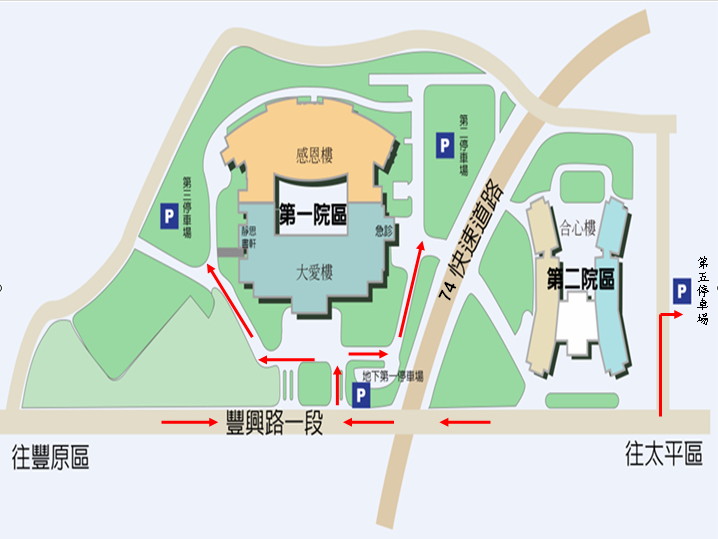 感恩樓
第一院區
靜思
書軒
急診
大愛樓
第三停車場
P
第二停車場
P
74 快速道路
合心樓
第二院區
第五停車場
P
地下第一停車場
P
豐興路一段
往豐原區
往太平區